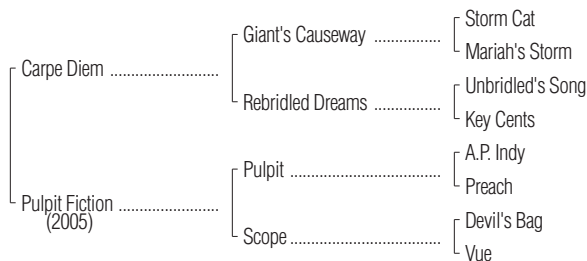 Storm Cat
Giant's Causeway ..................
Mariah's Storm
Carpe Diem ........................
Unbridled's Song
Rebridled Dreams ...............
Key Cents
A.P. Indy
Pulpit ....................................
Preach
Pulpit Fiction ......................
(2005)
Devil's Bag
Scope ..................................
Vue